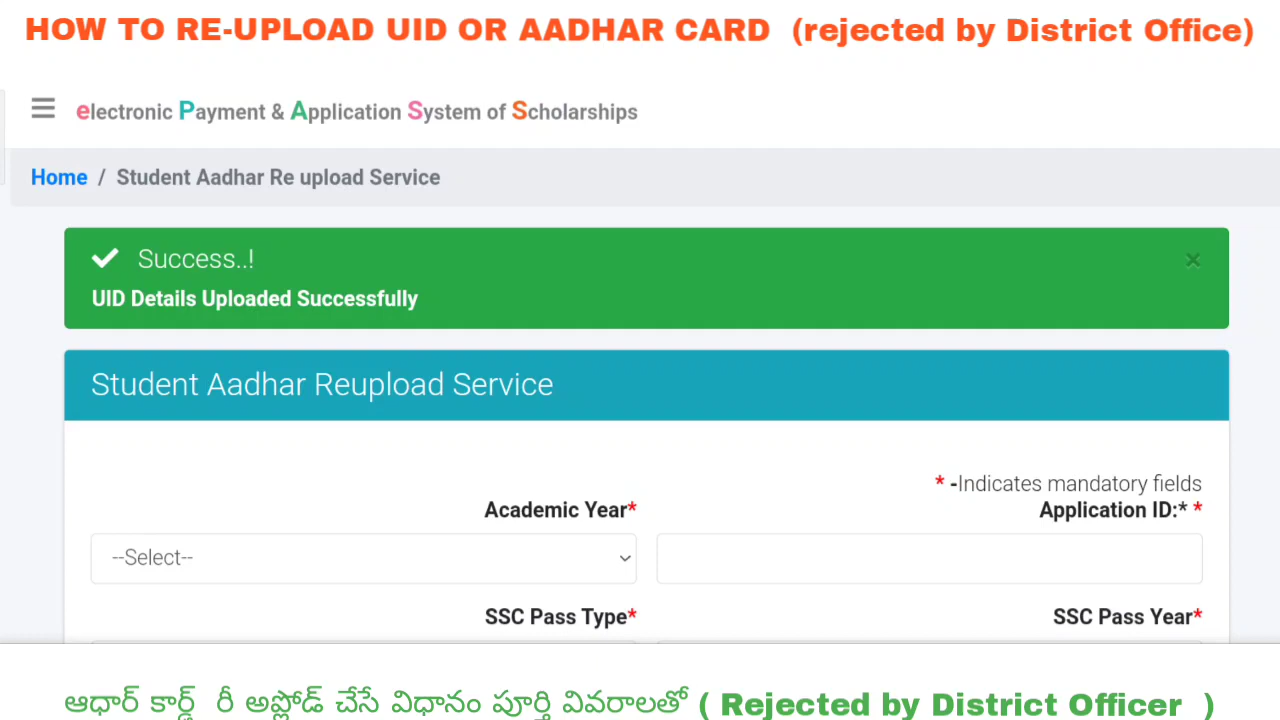 HOW TO RE-UPLOAD UID OR AADHAR CARD (rejected by District Office)
electronic Payment & Application System of Scholarships
Home / Student Aadhar Re upload Service
Success..! ×
UID Details Uploaded Successfully
Student Aadhar Reupload Service
* -Indicates mandatory fields
Academic Year* Application ID:* *
--Select--
SSC Pass Type* SSC Pass Year*
ఆధార్ కార్డ్ రీ అప్లోడ్ చేసే విధానం పూర్తి వివరాలతో ( Rejected by District Officer )